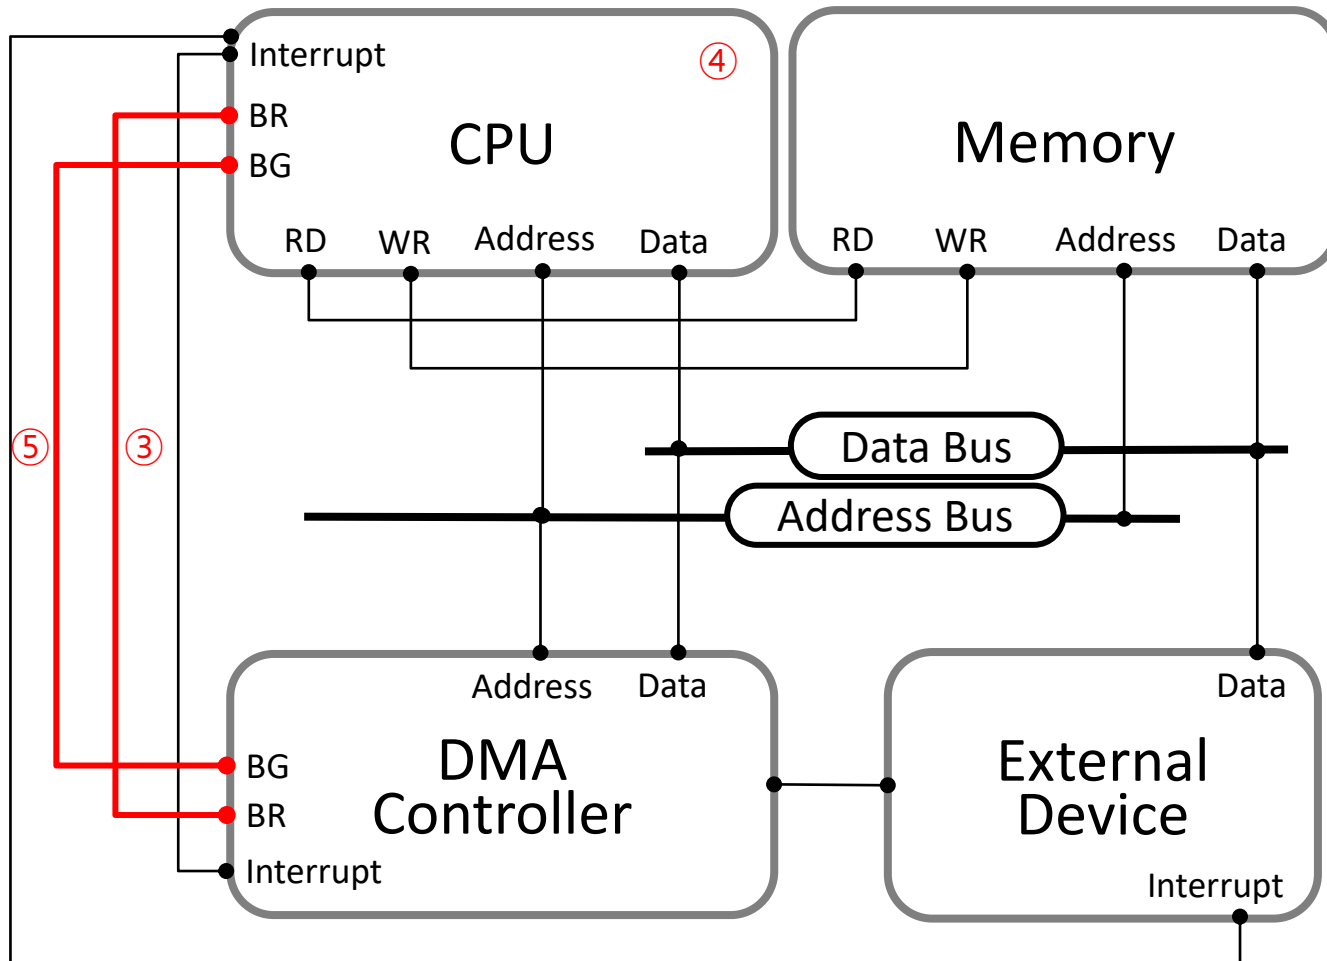 Interrupt
④
BR
CPU
Memory
BG
RD
WR
Address
Data
RD
WR
Address
Data
⑤
③
Data Bus
Address Bus
Address
Data
Data
BG
DMA
Controller
External
Device
BR
Interrupt
Interrupt